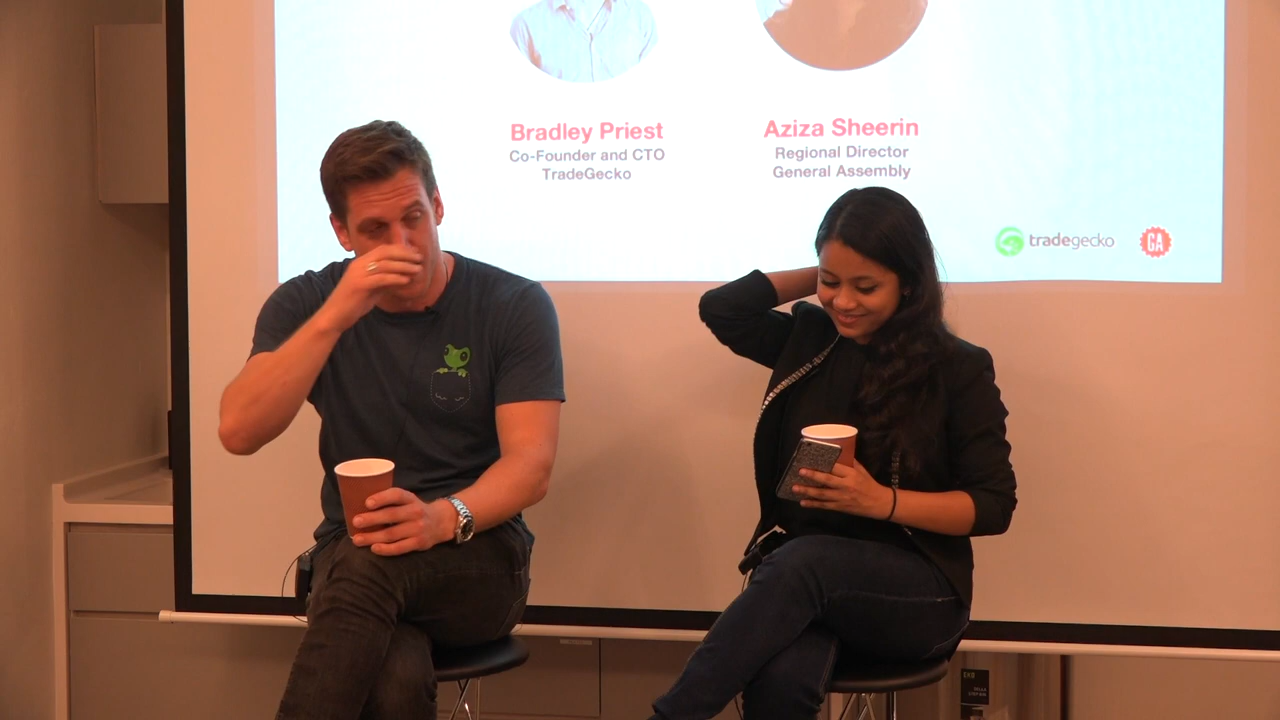 Bradley Priest
Co-Founder and CTO
TradeGecko
Aziza Sheerin
Regional Director
General Assembly
tradegecko
GA